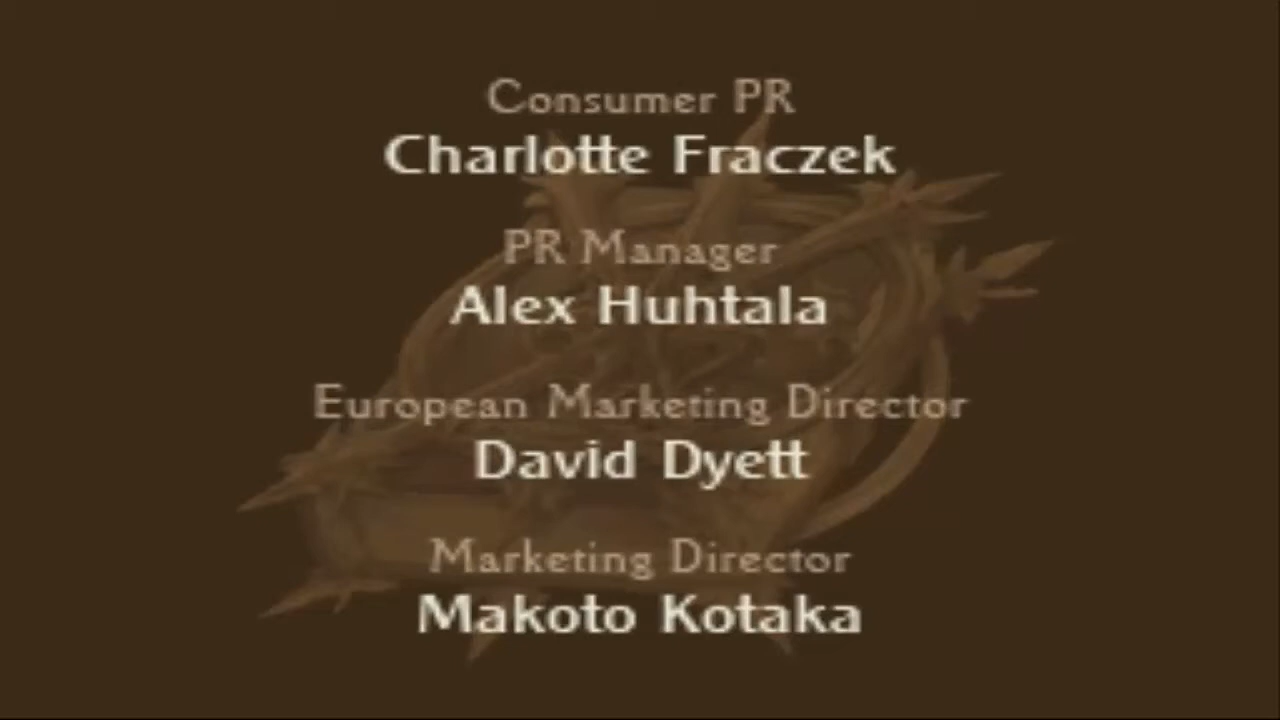 Consumer PR
Charlotte Fraczek
PR Manager
Alex Huhtala
European Marketing Director
David Dyett
Marketing Director
Makoto Kotaka